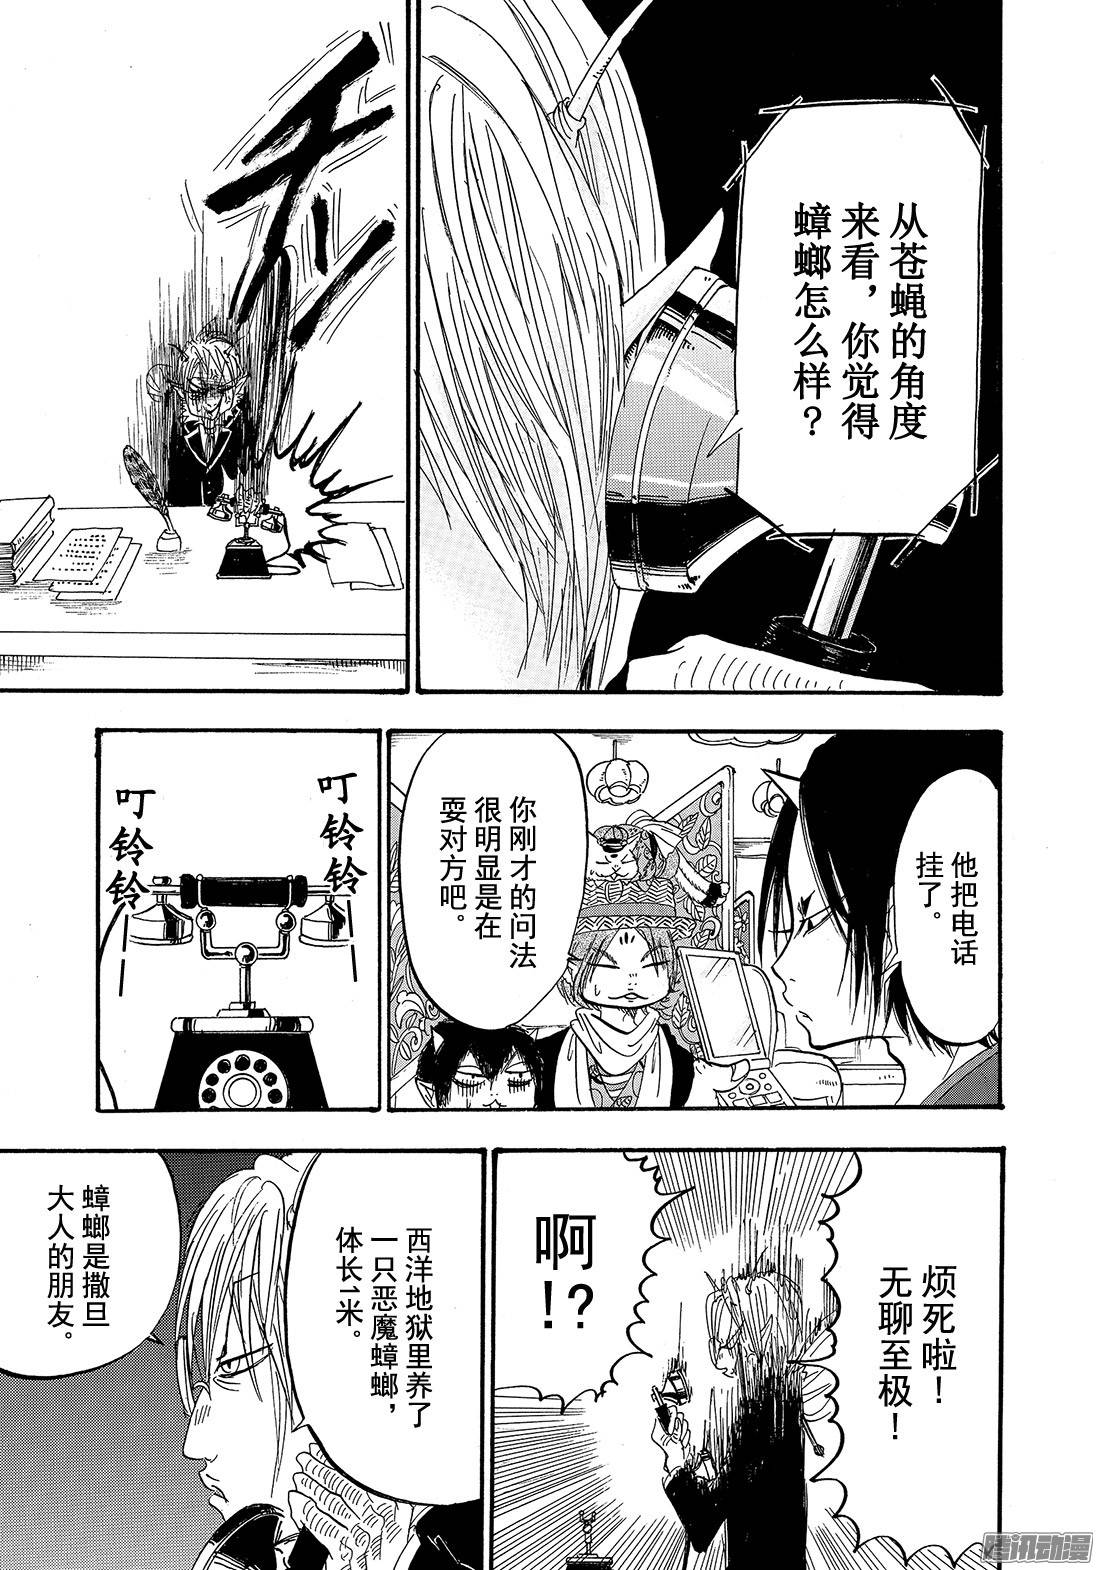 从苍蝇的角度
来看，你觉得
蟑螂怎么样？
チン
他把电话
挂了。
你刚才的问法
很明显是在
耍对方吧。
叮铃铃
叮铃铃
烦死啦！
无聊至极！
啊！？
西洋地狱里养了
一只恶魔蟑螂，
体长1米。
蟑螂是撒旦
大人的朋友。
腾讯动漫